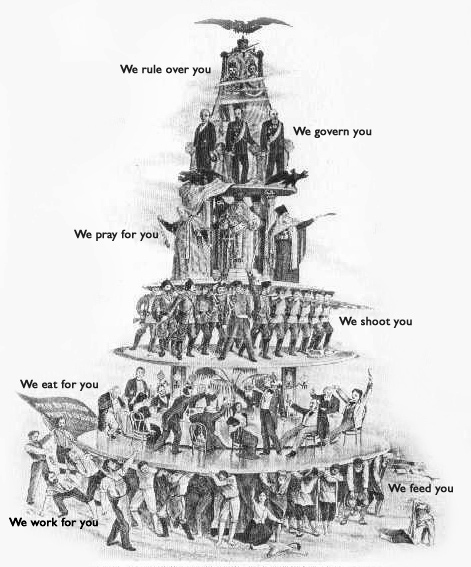 We rule over you
We govern you
We pray for you
We shoot you
We eat for you
We feed you
We work for you